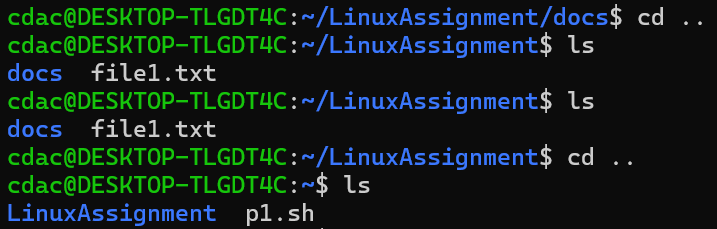 cdac@DESKTOP-TLGDT4C:~/LinuxAssignment/docs$ cd ..
cdac@DESKTOP-TLGDT4C:~/LinuxAssignment$ ls
docs  file1.txt
cdac@DESKTOP-TLGDT4C:~/LinuxAssignment$ ls
docs  file1.txt
cdac@DESKTOP-TLGDT4C:~/LinuxAssignment$ cd ..
cdac@DESKTOP-TLGDT4C:~$ ls
LinuxAssignment  p1.sh